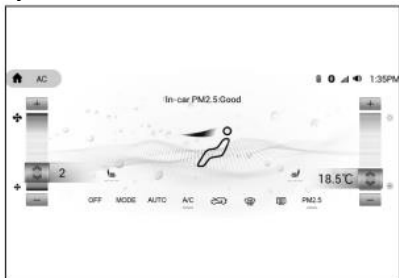 AC
1:35PM
In-car PM2.5:Good
+
+
2
18.5℃
−
−
OFF MODE AUTO A/C PM2.5